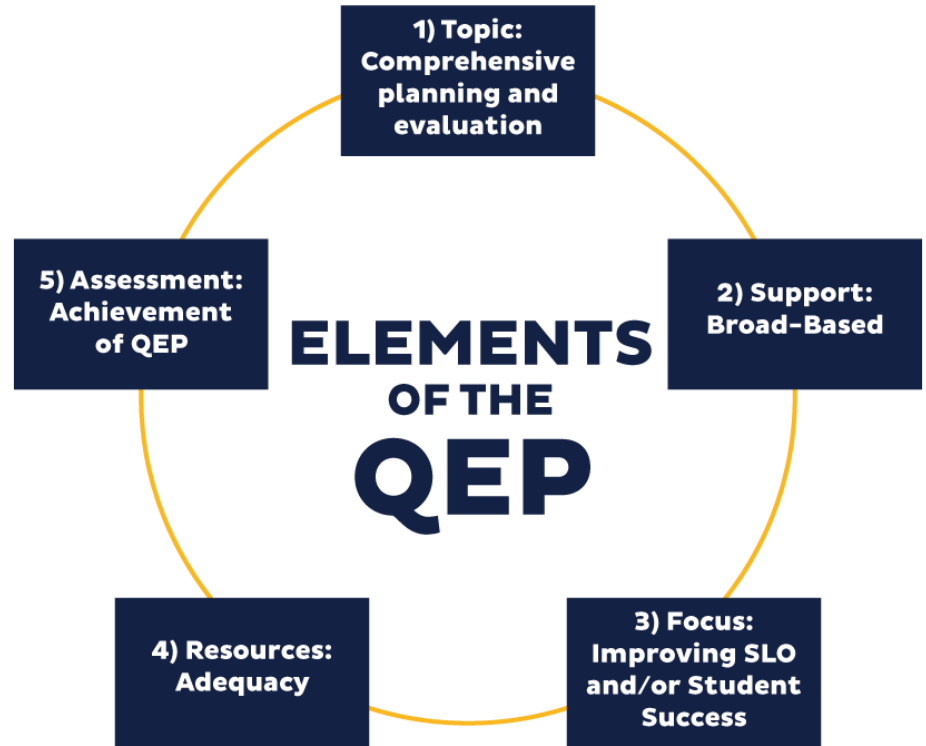 1) Topic:
Comprehensive
planning and
evaluation
2) Support:
Broad-Based
3) Focus:
Improving SLO
and/or Student
Success
4) Resources:
Adequacy
5) Assessment:
Achievement
of QEP
ELEMENTS
OF THE
QEP